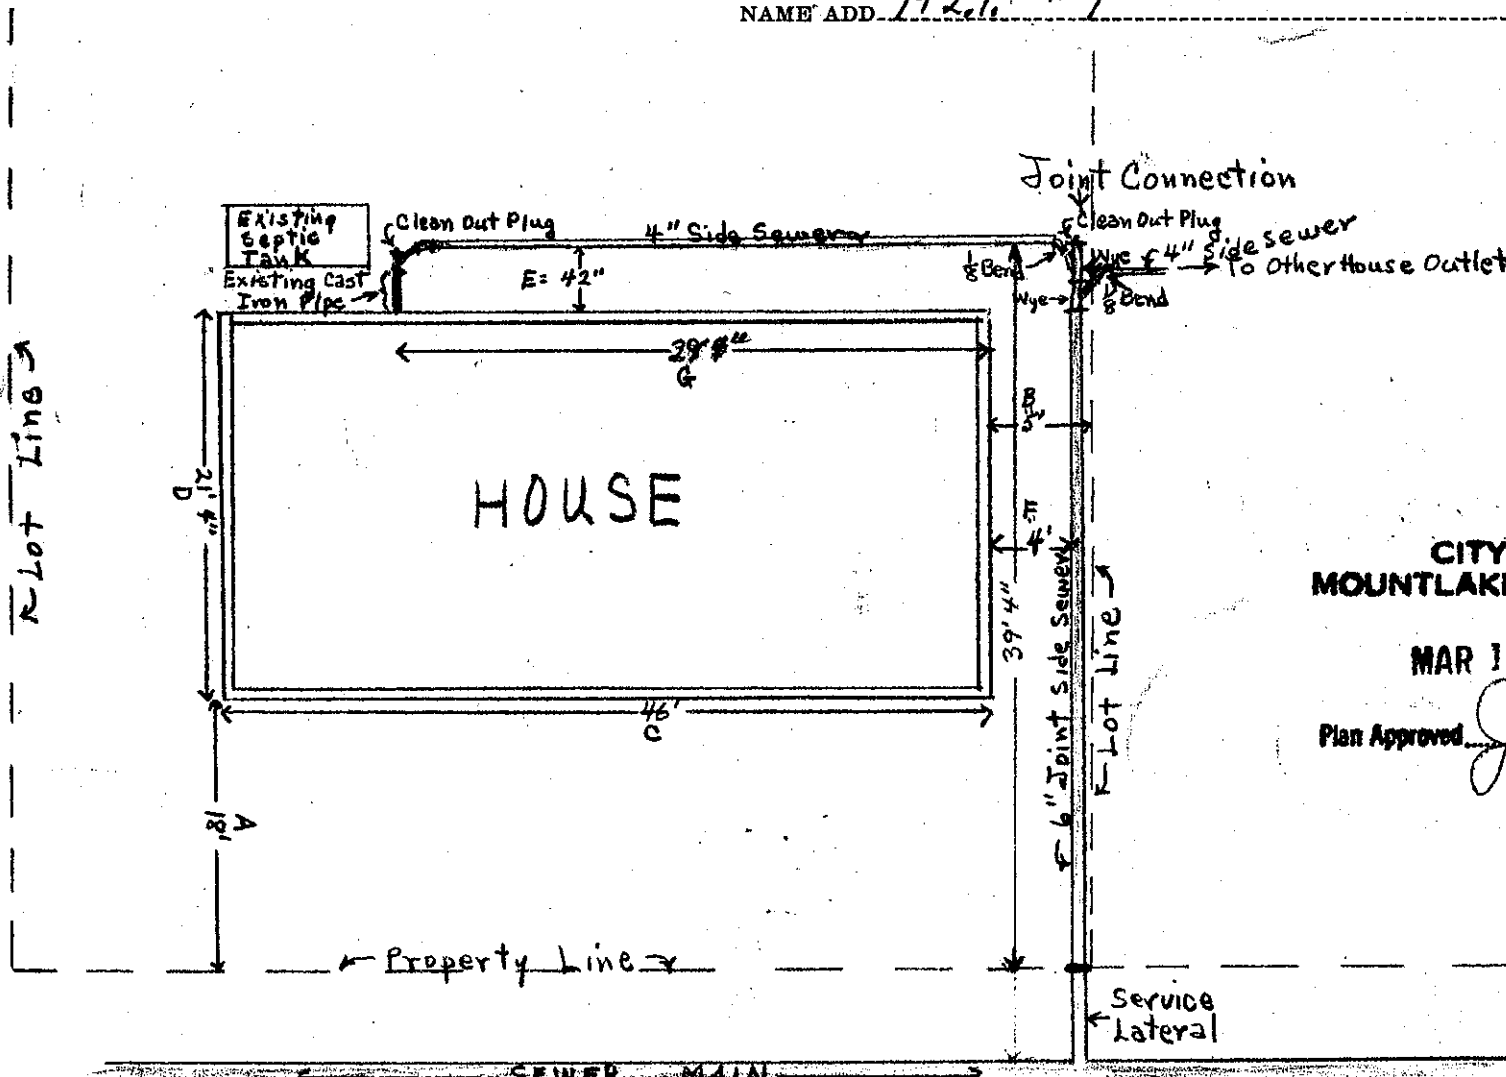 NAME ADD
Joint Connection
Existing
Septic
Tank
Clean Out Plug
4" Side Sewer
Clean Out Plug
Wye
4" Side Sewer
To Other House Outlet
Existing Cast
Iron Pipe
E= 42"
1/8 Bend
Wye
1/8 Bend
G
B
HOUSE
← Lot Line →
21' 4"
D
F=
4'
39' 4"
← 6" Joint Side Sewer
← Lot Line →
CITY
MOUNTLAKE
MAR 1
Plan Approved
46'
C
A
18'
← Property Line →
Service
Lateral
SEWER MAIN